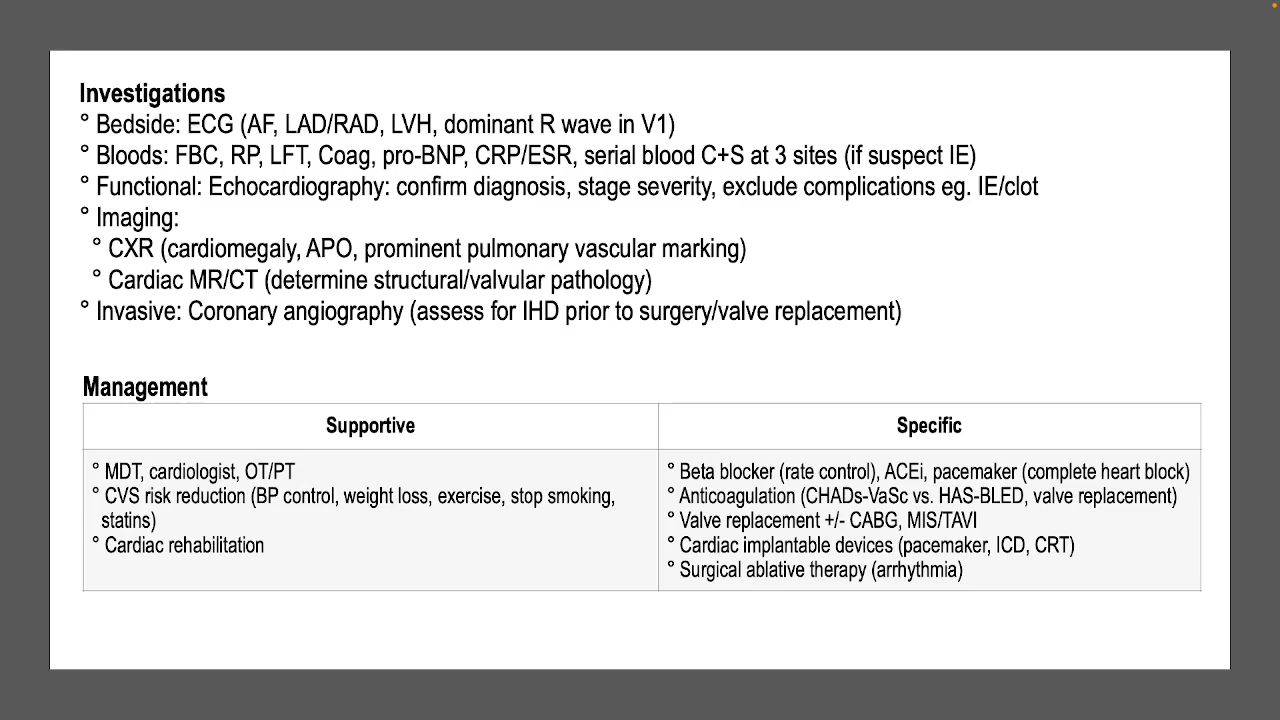 Investigations
° Bedside: ECG (AF, LAD/RAD, LVH, dominant R wave in V1)
° Bloods: FBC, RP, LFT, Coag, pro-BNP, CRP/ESR, serial blood C+S at 3 sites (if suspect IE)
° Functional: Echocardiography: confirm diagnosis, stage severity, exclude complications eg. IE/clot
° Imaging:
° CXR (cardiomegaly, APO, prominent pulmonary vascular marking)
° Cardiac MR/CT (determine structural/valvular pathology)
° Invasive: Coronary angiography (assess for IHD prior to surgery/valve replacement)
Management
Supportive
Specific
° MDT, cardiologist, OT/PT
° CVS risk reduction (BP control, weight loss, exercise, stop smoking,
statins)
° Cardiac rehabilitation
° Beta blocker (rate control), ACEi, pacemaker (complete heart block)
° Anticoagulation (CHADs-VaSc vs. HAS-BLED, valve replacement)
° Valve replacement +/- CABG, MIS/TAVI
° Cardiac implantable devices (pacemaker, ICD, CRT)
° Surgical ablative therapy (arrhythmia)